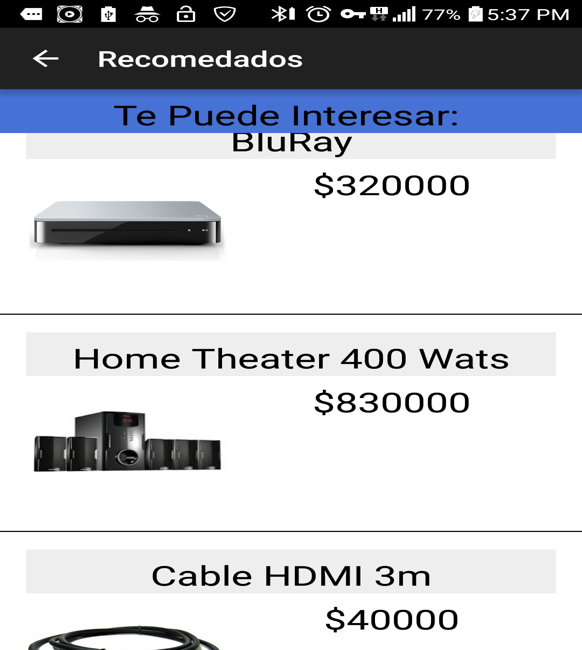 77% 5:37 PM
Recomedados
Te Puede Interesar:
BluRay
$320000
Home Theater 400 Wats
$830000
Cable HDMI 3m
$40000